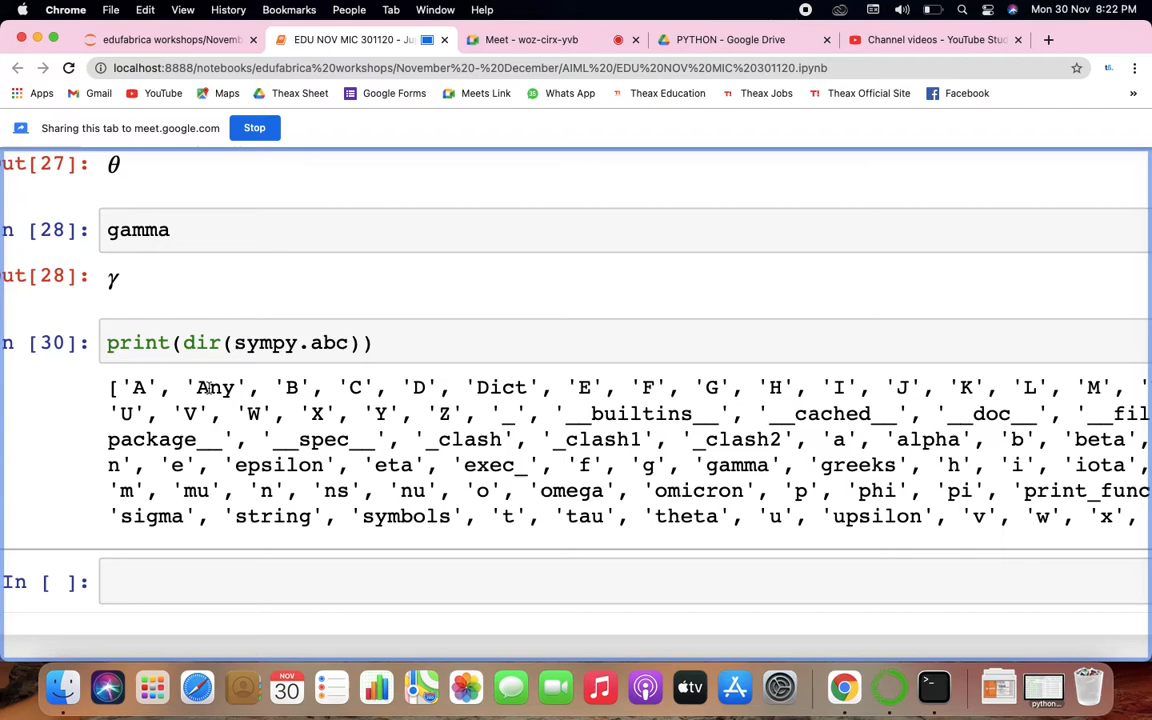 Chrome File Edit View History Bookmarks People Tab Window Help Mon 30 Nov 8:22 PM
edufabrica workshops/Novemb EDU NOV MIC 301120 - Ju Meet - woz-cirx-yvb PYTHON - Google Drive Channel videos - YouTube Stud
localhost:8888/notebooks/edufabrica%20workshops/November%20-%20December/AIML%20/EDU%20NOV%20MIC%20301120.ipynb
Apps Gmail YouTube Maps Theax Sheet Google Forms Meets Link Whats App Theax Education Theax Jobs Theax Official Site Facebook »
Sharing this tab to meet.google.com Stop
ut[27]: θ
n [28]: gamma
ut[28]: γ
n [30]: print(dir(sympy.abc))
['A', 'Any', 'B', 'C', 'D', 'Dict', 'E', 'F', 'G', 'H', 'I', 'J', 'K', 'L', 'M', '
'U', 'V', 'W', 'X', 'Y', 'Z', '_', '__builtins__', '__cached__', '__doc__', '__fil
package__', '__spec__', '_clash', '_clash1', '_clash2', 'a', 'alpha', 'b', 'beta',
n', 'e', 'epsilon', 'eta', 'exec_', 'f', 'g', 'gamma', 'greeks', 'h', 'i', 'iota',
'm', 'mu', 'n', 'ns', 'nu', 'o', 'omega', 'omicron', 'p', 'phi', 'pi', 'print_func
'sigma', 'string', 'symbols', 't', 'tau', 'theta', 'u', 'upsilon', 'v', 'w', 'x',
In [ ]:
NOV
30
python...